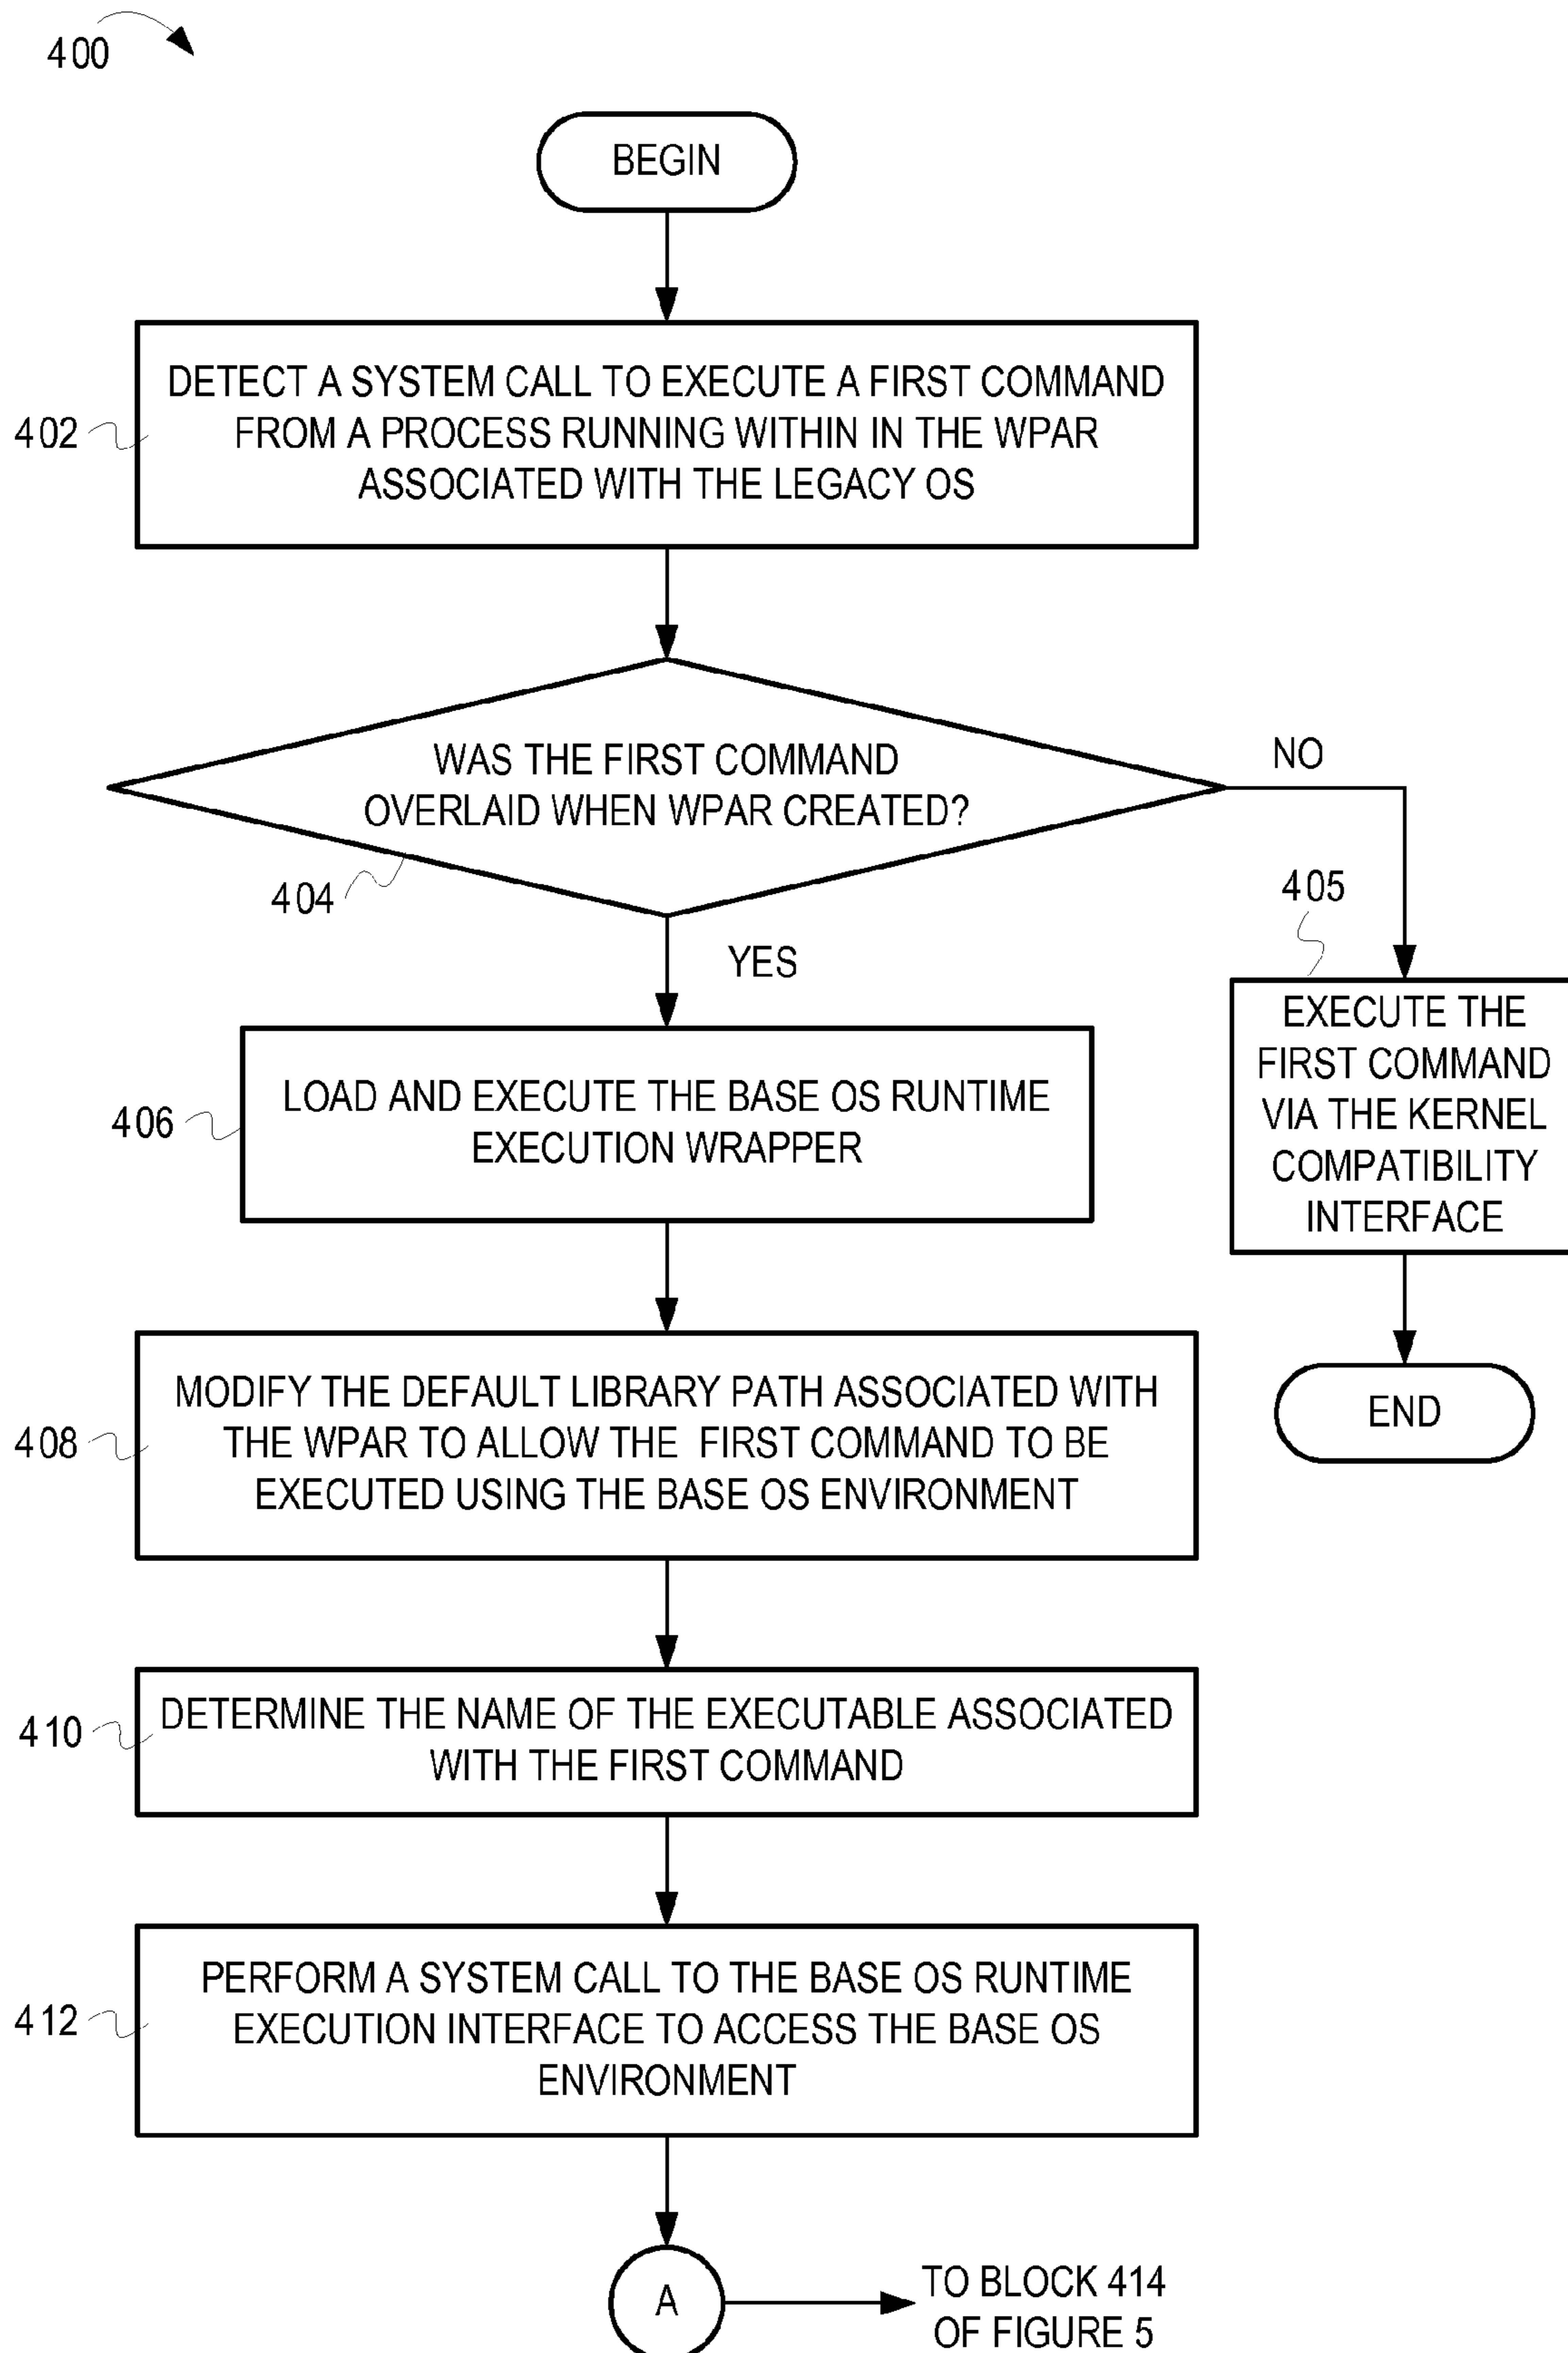 400
BEGIN
DETECT A SYSTEM CALL TO EXECUTE A FIRST COMMAND
FROM A PROCESS RUNNING WITHIN IN THE WPAR
ASSOCIATED WITH THE LEGACY OS
402
WAS THE FIRST COMMAND
OVERLAID WHEN WPAR CREATED?
404
NO
YES
405
EXECUTE THE
FIRST COMMAND
VIA THE KERNEL
COMPATIBILITY
INTERFACE
END
LOAD AND EXECUTE THE BASE OS RUNTIME
EXECUTION WRAPPER
406
MODIFY THE DEFAULT LIBRARY PATH ASSOCIATED WITH
THE WPAR TO ALLOW THE FIRST COMMAND TO BE
EXECUTED USING THE BASE OS ENVIRONMENT
408
DETERMINE THE NAME OF THE EXECUTABLE ASSOCIATED
WITH THE FIRST COMMAND
410
PERFORM A SYSTEM CALL TO THE BASE OS RUNTIME
EXECUTION INTERFACE TO ACCESS THE BASE OS
ENVIRONMENT
412
A
TO BLOCK 414
OF FIGURE 5